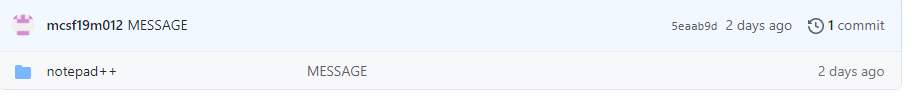 mcsf19m012 MESSAGE 5eaab9d 2 days ago 1 commit
notepad++ MESSAGE 2 days ago